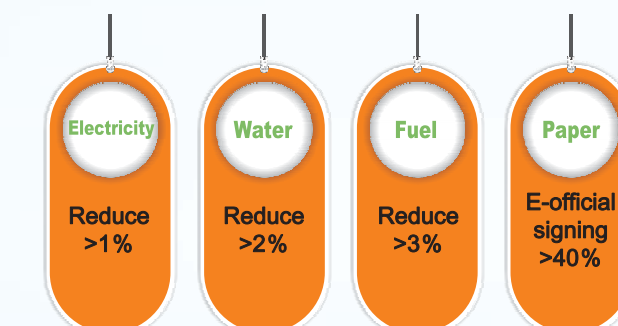 Electricity
Reduce
>1%
Water
Reduce
>2%
Fuel
Reduce
>3%
Paper
E-official
signing
>40%